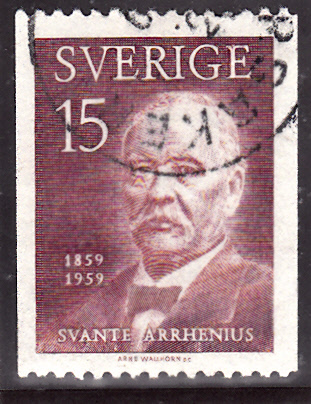 SVERIGE
15
1859
1959
SVANTE ARRHENIUS
ARNE WALLHORN sc.